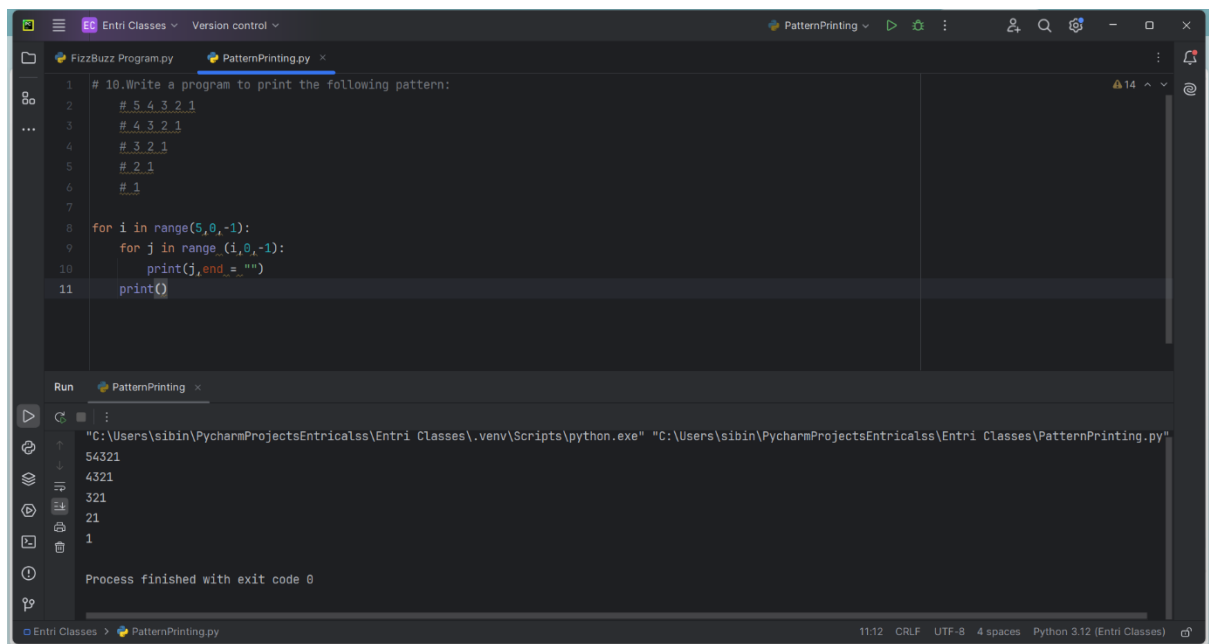 EC Entri Classes Version control PatternPrinting
FizzBuzz Program.py PatternPrinting.py
1 # 10.Write a program to print the following pattern: 14
2 # 5 4 3 2 1
3 # 4 3 2 1
4 # 3 2 1
5 # 2 1
6 # 1
7
8 for i in range(5,0,-1):
9 for j in range (i,0,-1):
10 print(j,end = "")
11 print()
Run PatternPrinting
"C:\Users\sibin\PycharmProjectsEntricalss\Entri Classes\.venv\Scripts\python.exe" "C:\Users\sibin\PycharmProjectsEntricalss\Entri Classes\PatternPrinting.py"
54321
4321
321
21
1
Process finished with exit code 0
Entri Classes > PatternPrinting.py 11:12 CRLF UTF-8 4 spaces Python 3.12 (Entri Classes)